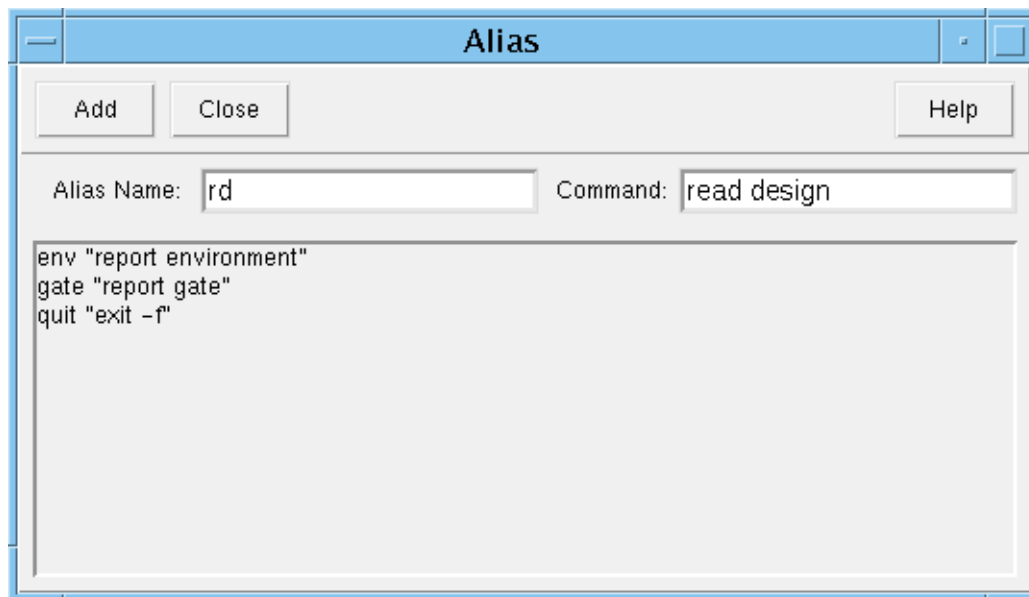 Alias
Add Close Help
Alias Name: rd Command: read design
env "report environment"
gate "report gate"
quit "exit -f"